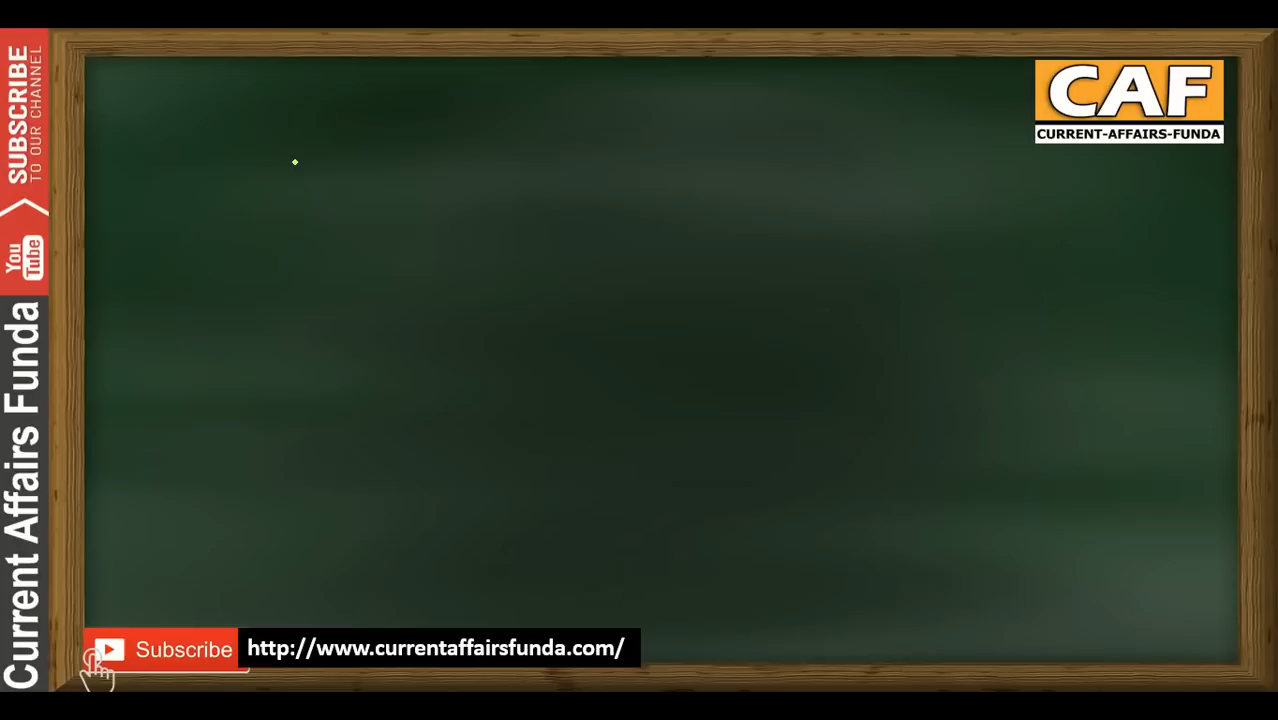 SUBSCRIBE
TO OUR CHANNEL
You
Tube
Current Affairs Funda
CAF
CURRENT-AFFAIRS-FUNDA
Subscribe
http://www.currentaffairsfunda.com/